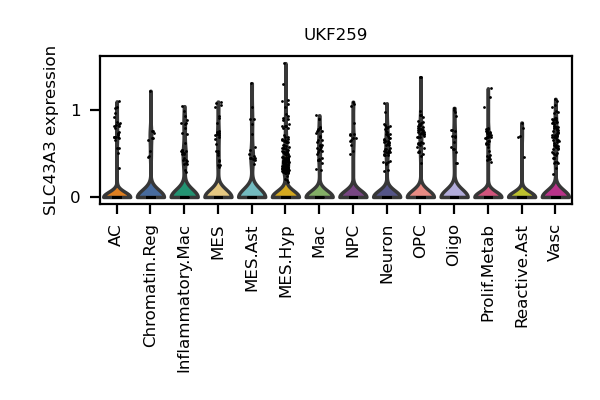 UKF259
SLC43A3 expression
1
0
AC
Chromatin.Reg
Inflammatory.Mac
MES
MES.Ast
MES.Hyp
Mac
NPC
Neuron
OPC
Oligo
Prolif.Metab
Reactive.Ast
Vasc